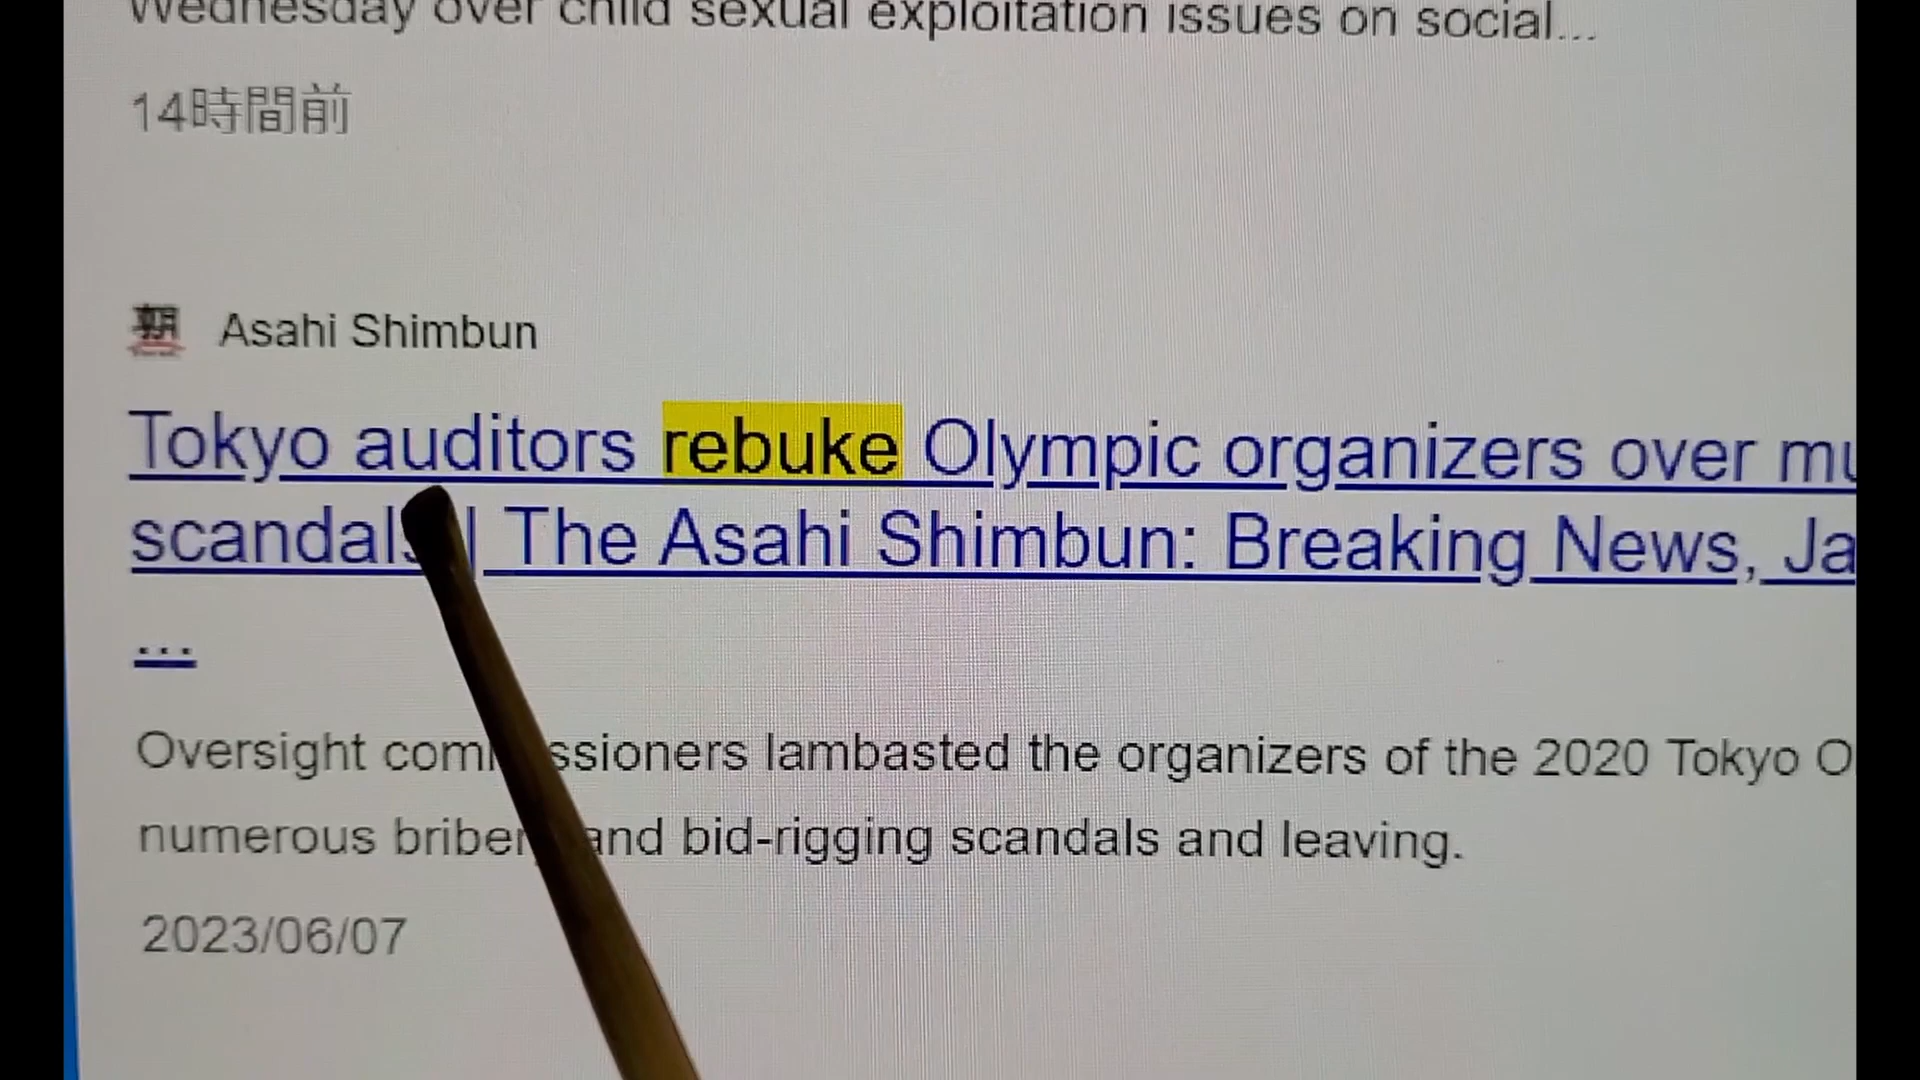 Wednesday over child sexual exploitation issues on social...
14時間前
Asahi Shimbun
Tokyo auditors rebuke Olympic organizers over
scandals | The Asahi Shimbun: Breaking News,
...
Oversight lambasted the organizers of the 2020 Tokyo
numerous and bid-rigging scandals and leaving.
2023/06/07